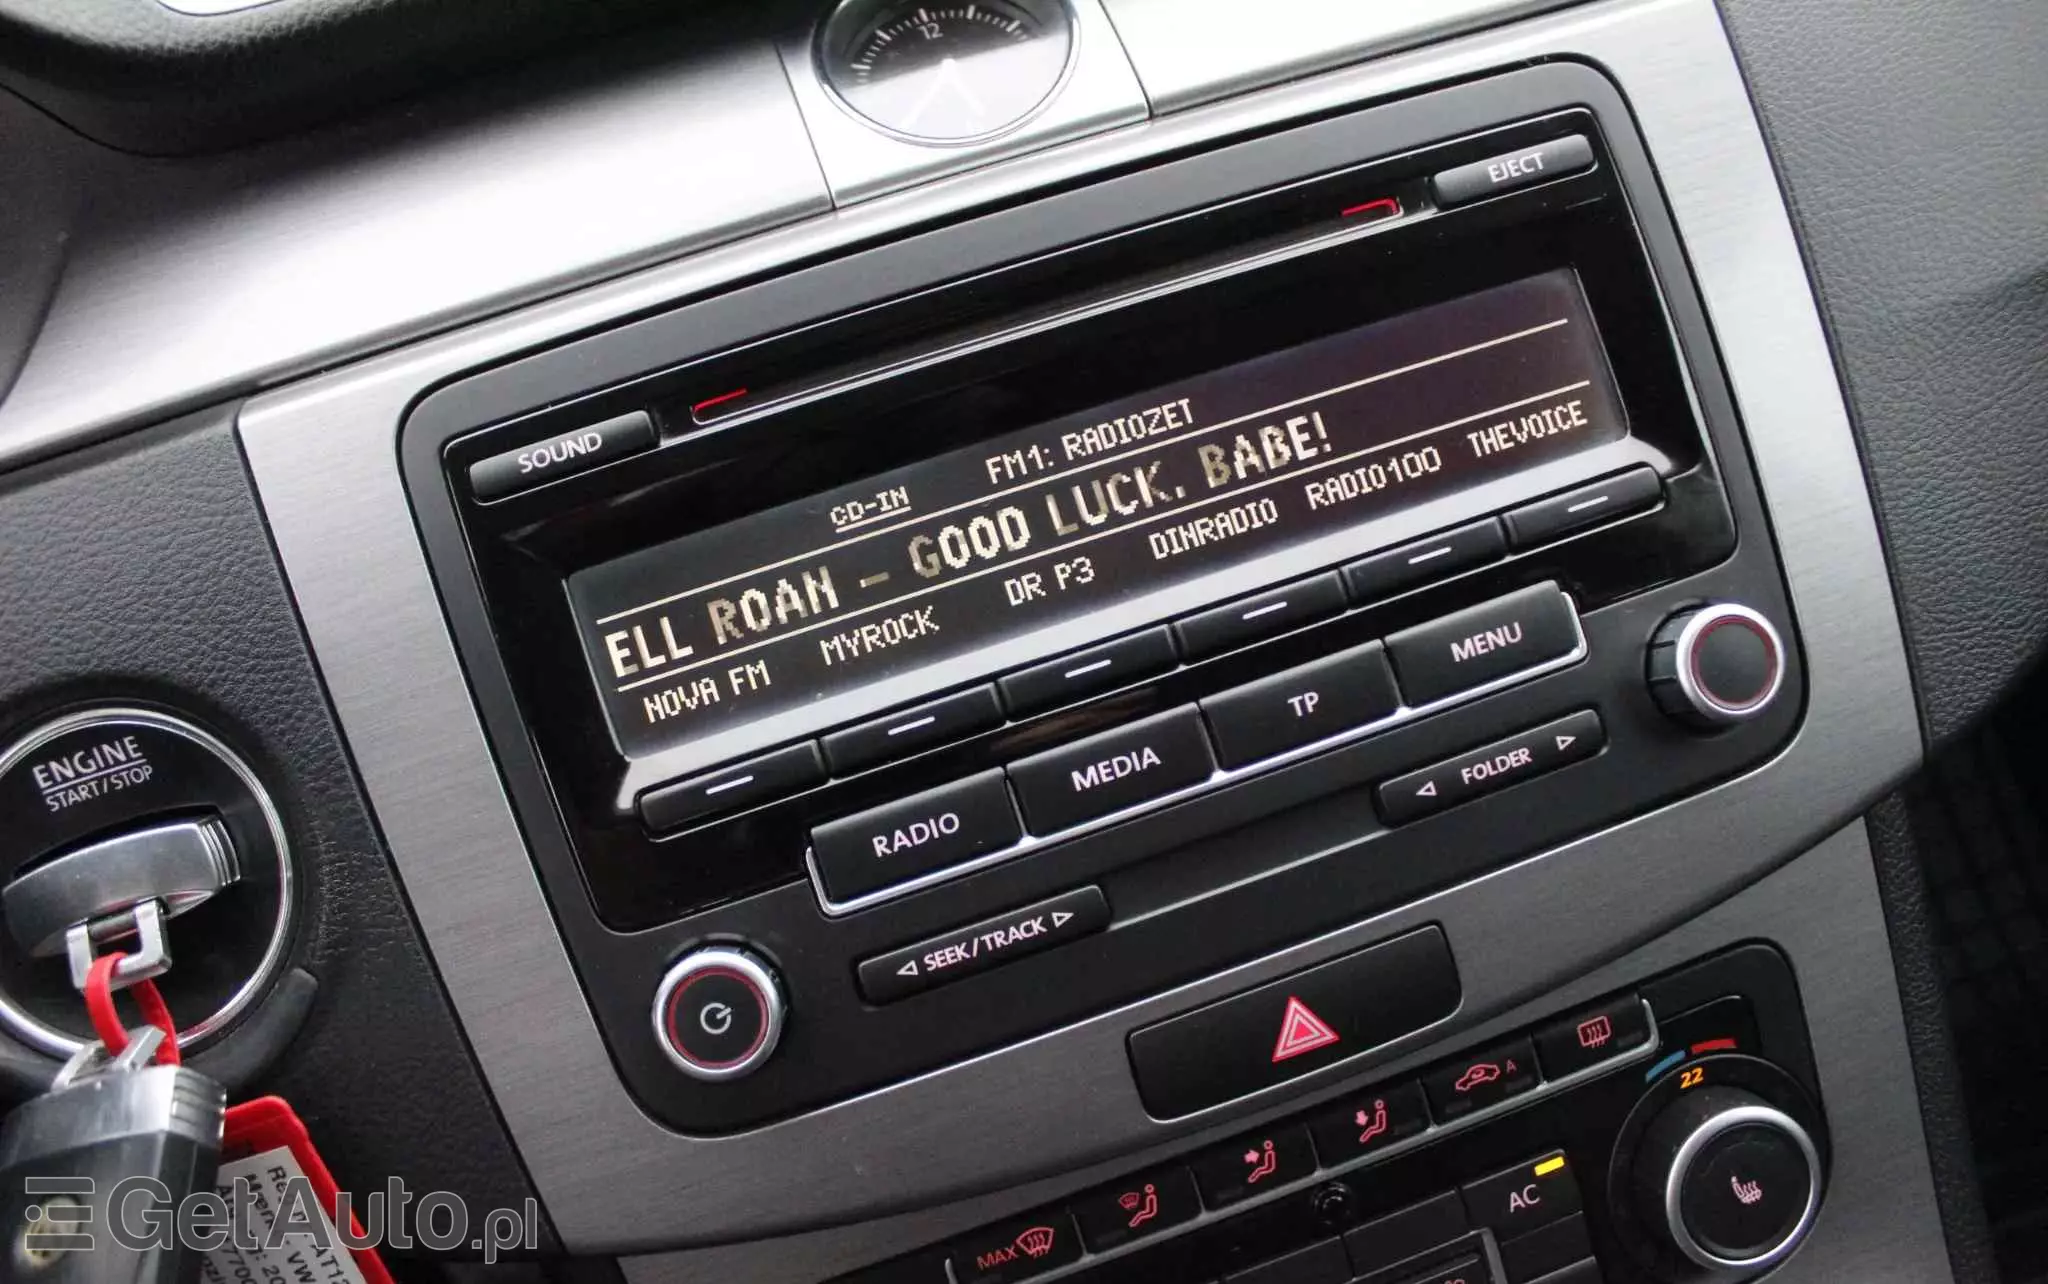 12
EJECT
SOUND
CD-IN FM1: RADIOZET
ELL ROAN - GOOD LUCK, BABE!
NOVA FM MYROCK DR P3 DINRADIO RADIO100 THEVOICE
ENGINE
START/STOP
RADIO MEDIA TP MENU
SEEK/TRACK FOLDER
22
A
AC
MAX
GetAuto.pl